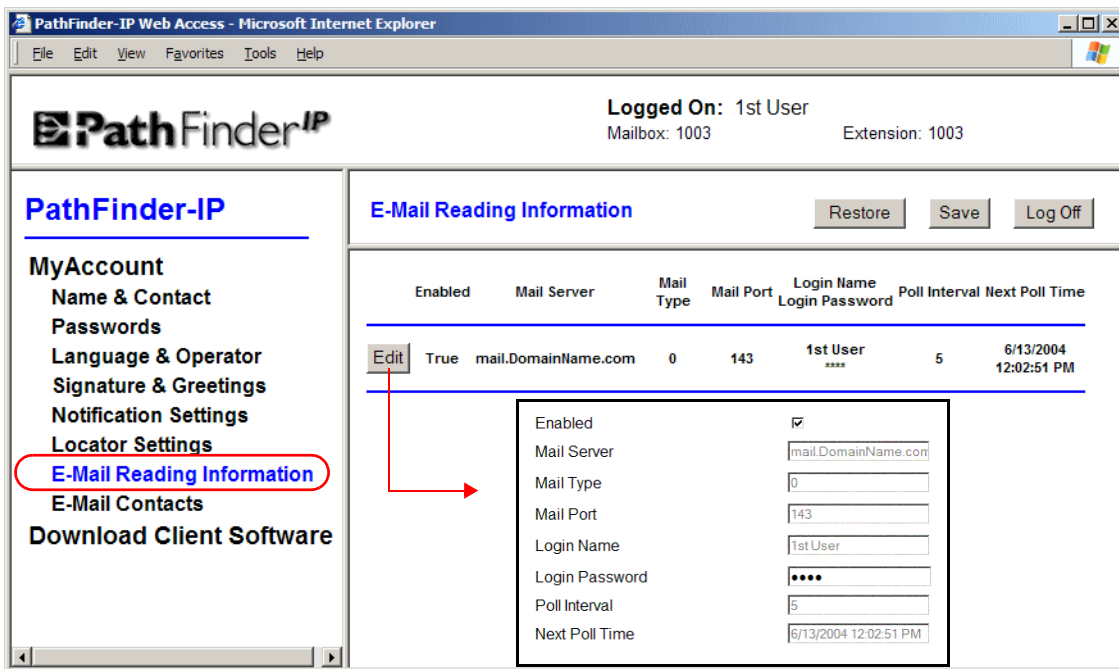 PathFinder-IP Web Access - Microsoft Internet Explorer
File Edit View Favorites Tools Help
PathFinderIP
Logged On: 1st User
Mailbox: 1003 Extension: 1003
PathFinder-IP
MyAccount
Name & Contact
Passwords
Language & Operator
Signature & Greetings
Notification Settings
Locator Settings
E-Mail Reading Information
E-Mail Contacts
Download Client Software
E-Mail Reading Information Restore Save Log Off
Enabled Mail Server Mail Type Mail Port Login Name Login Password Poll Interval Next Poll Time
Edit True mail.DomainName.com 0 143 1st User **** 5 6/13/2004 12:02:51 PM
Enabled
Mail Server mail.DomainName.com
Mail Type 0
Mail Port 143
Login Name 1st User
Login Password ••••
Poll Interval 5
Next Poll Time 6/13/2004 12:02:51 PM